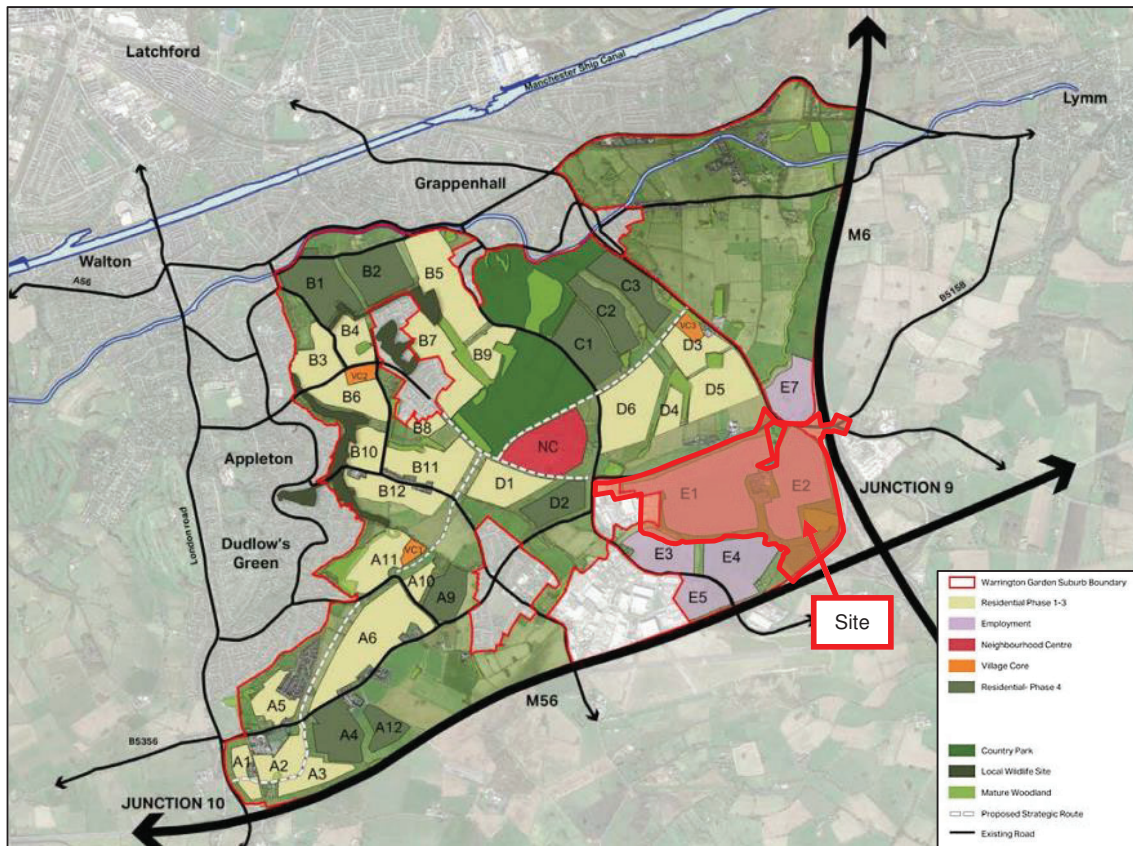 Latchford
Manchester Ship Canal
Lymm
Grappenhall
Walton
A56
M6
B5158
B1
B2
B5
B4
B3
B7
B9
VC2
B6
B8
C3
C2
C1
VC3
D3
D5
D4
D6
E7
NC
B10
B11
B12
D1
D2
Appleton
London road
Dudlow's
Green
E1
E2
JUNCTION 9
E3
E4
E5
A11
VC1
A10
A9
A6
Site
M56
A5
A4
A12
B5356
A1
A2
A3
JUNCTION 10
Warrington Garden Suburb Boundary
Residential Phase 1-3
Employment
Neighbourhood Centre
Village Core
Residential- Phase 4
Country Park
Local Wildlife Site
Mature Woodland
Proposed Strategic Route
Existing Road